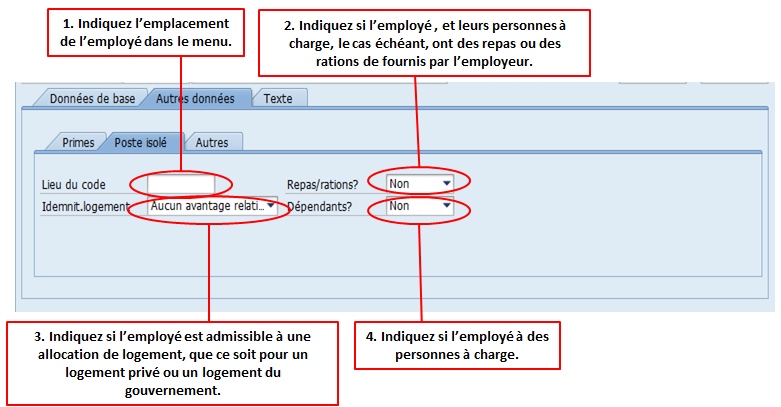 1. Indiquez l'emplacement
de l'employé dans le menu.
2. Indiquez si l'employé , et leurs personnes à
charge, le cas échéant, ont des repas ou des
rations de fournis par l'employeur.
Données de base Autres données Texte
Primes Poste isolé Autres
Lieu du code Repas/rations? Non
Idemnit.logement Aucun avantage relati... Dépendants? Non
3. Indiquez si l'employé est admissible à une
allocation de logement, que ce soit pour un
logement privé ou un logement du
gouvernement.
4. Indiquez si l'employé à des
personnes à charge.